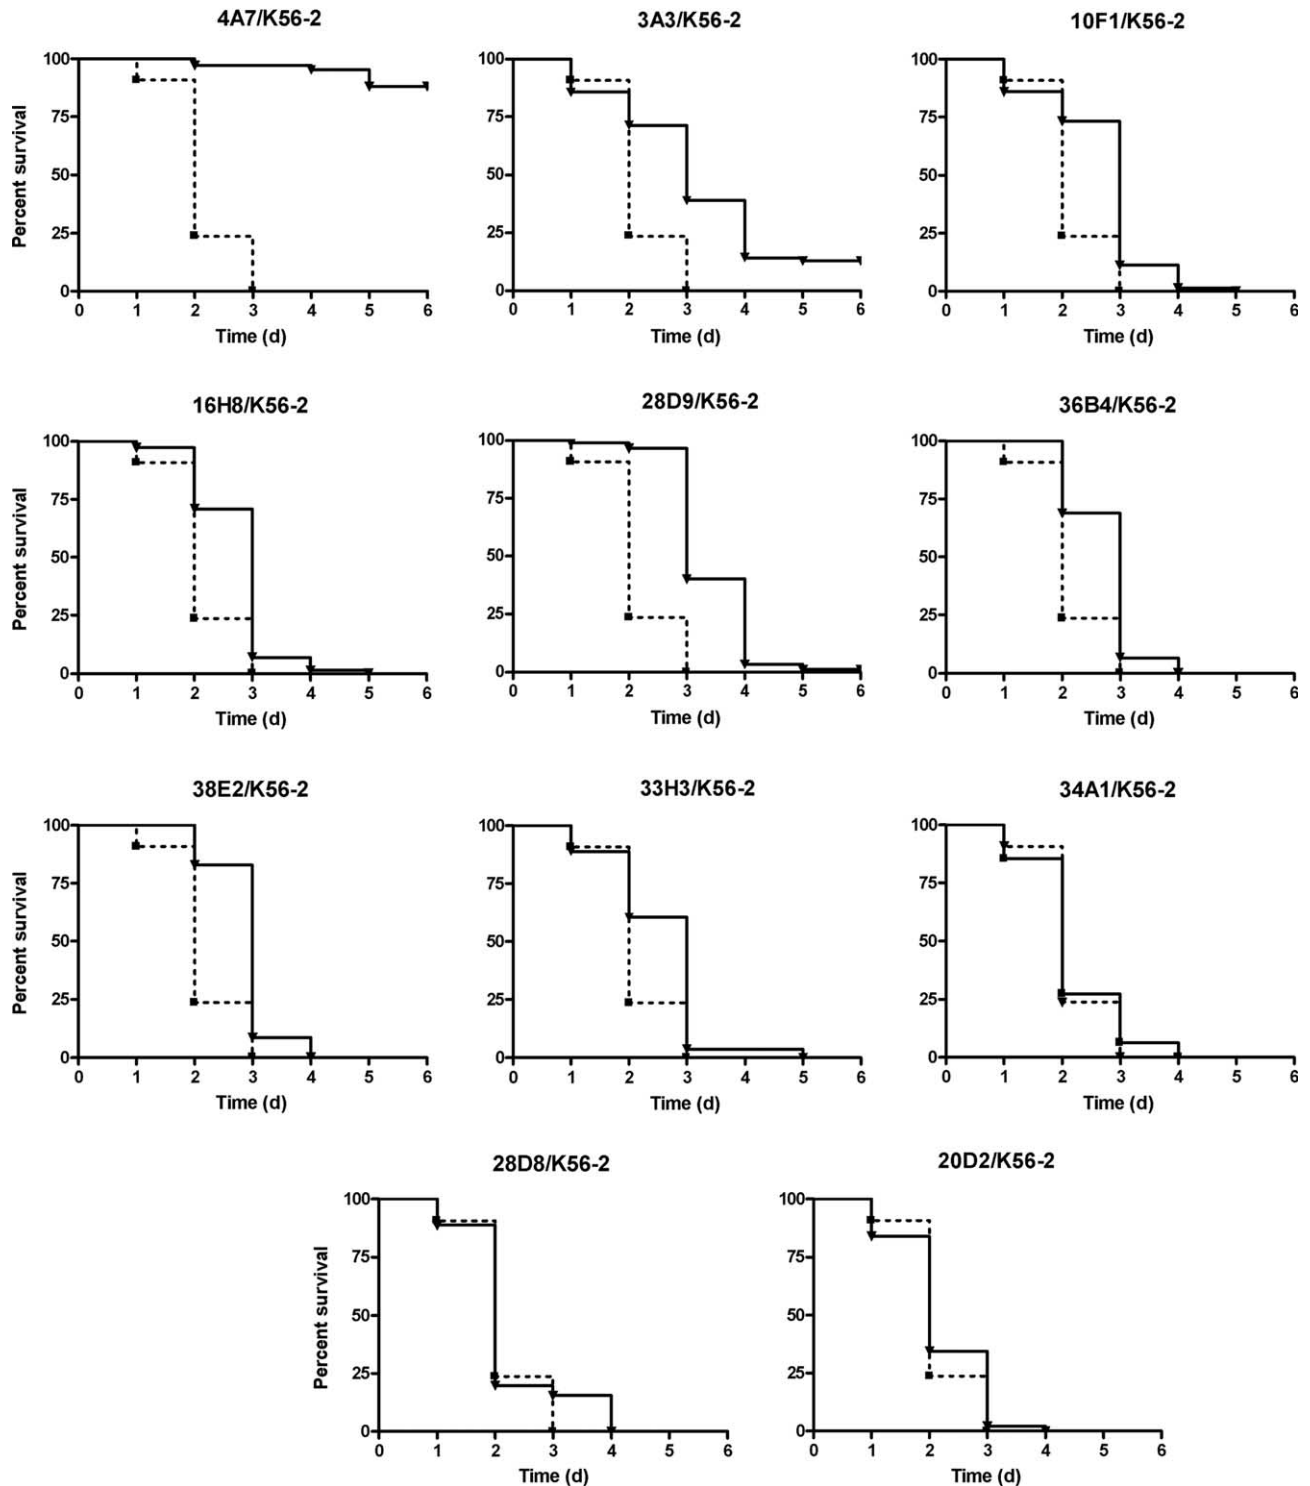 4A7/K56-2 3A3/K56-2 10F1/K56-2
Percent survival
100 100 100
75 75 75
50 50 50
25 25 25
0 0 0
0 1 2 3 4 5 6 0 1 2 3 4 5 6 0 1 2 3 4 5 6
Time (d) Time (d) Time (d)
16H8/K56-2 28D9/K56-2 36B4/K56-2
Percent survival
100 100 100
75 75 75
50 50 50
25 25 25
0 0 0
0 1 2 3 4 5 6 0 1 2 3 4 5 6 0 1 2 3 4 5 6
Time (d) Time (d) Time (d)
38E2/K56-2 33H3/K56-2 34A1/K56-2
Percent survival
100 100 100
75 75 75
50 50 50
25 25 25
0 0 0
0 1 2 3 4 5 6 0 1 2 3 4 5 6 0 1 2 3 4 5 6
Time (d) Time (d) Time (d)
28D8/K56-2 20D2/K56-2
Percent survival
100 100
75 75
50 50
25 25
0 0
0 1 2 3 4 5 6 0 1 2 3 4 5 6
Time (d) Time (d)